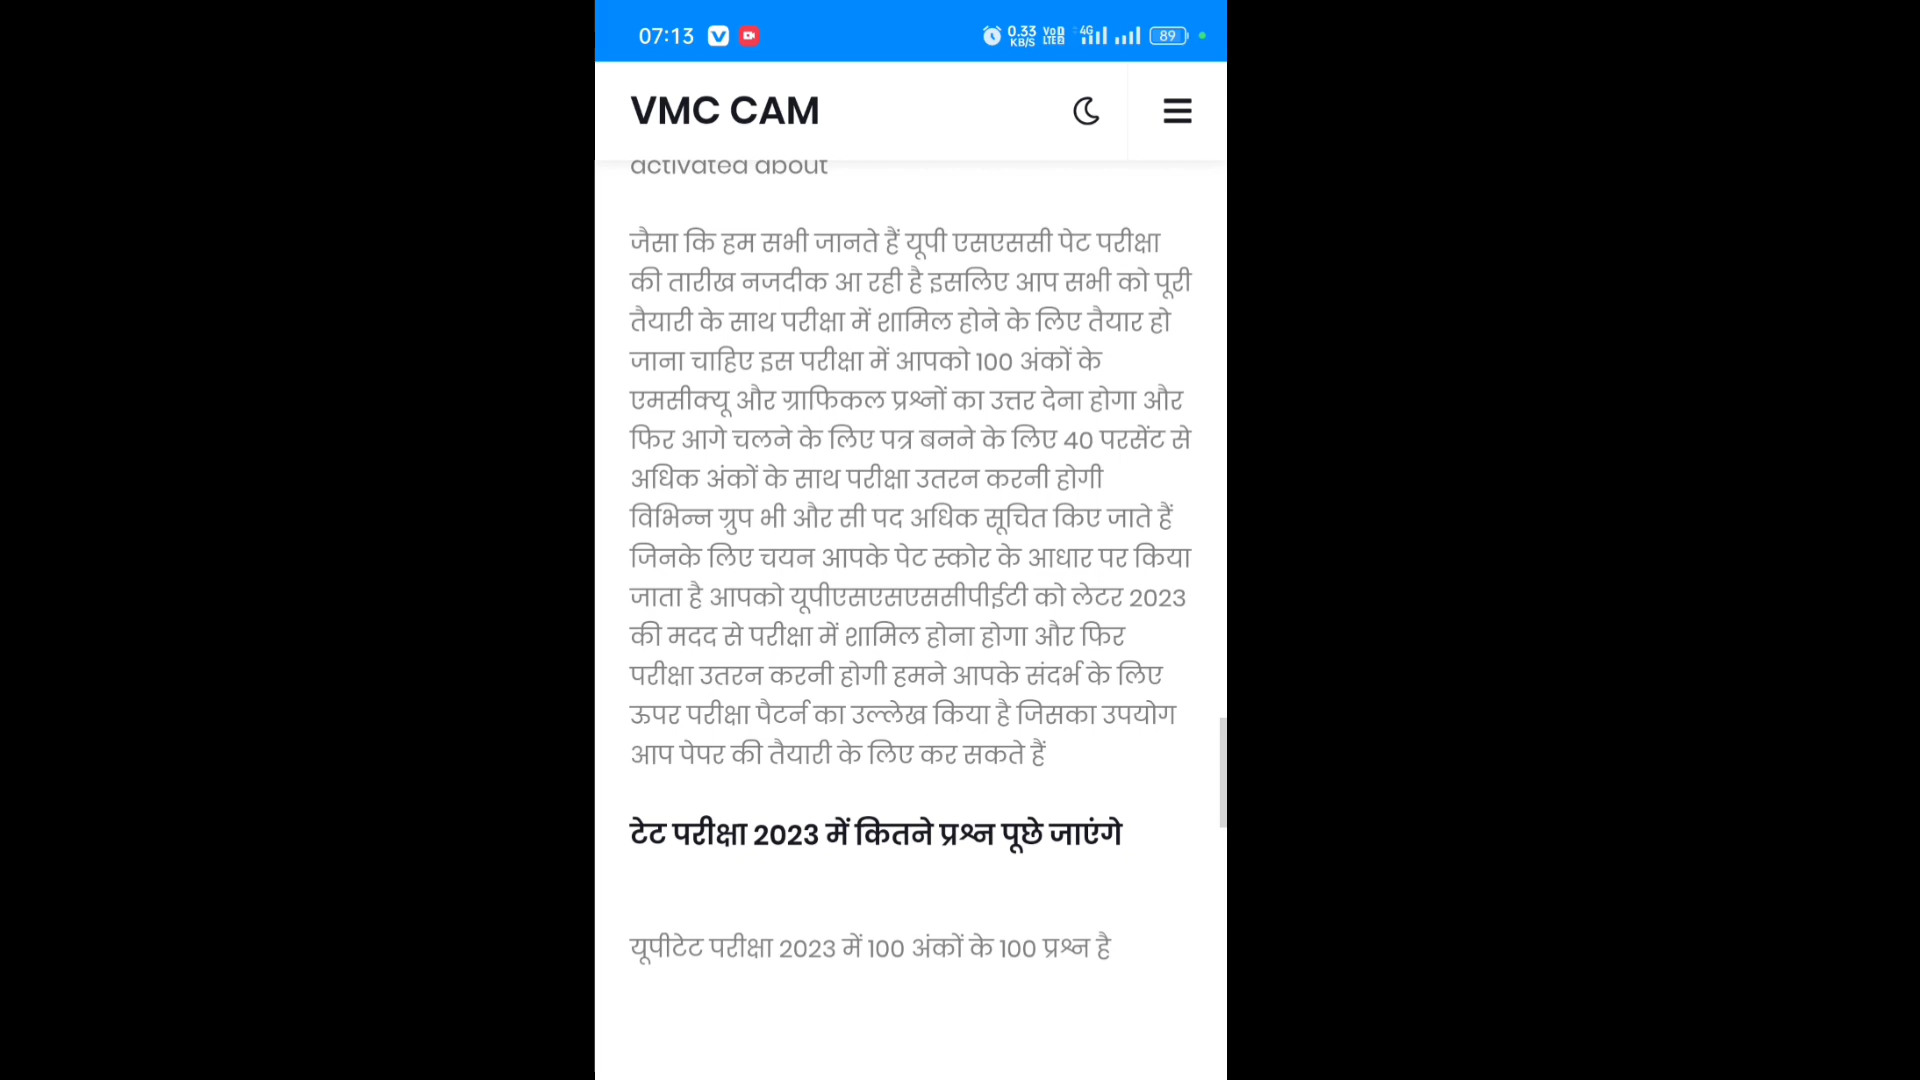 07:13
0.33 KB/S
VoD LTE 2
4G
89
VMC CAM
activated about
जैसा कि हम सभी जानते हैं यूपी एसएससी पेट परीक्षा
की तारीख नजदीक आ रही है इसलिए आप सभी को पूरी
तैयारी के साथ परीक्षा में शामिल होने के लिए तैयार हो
जाना चाहिए इस परीक्षा में आपको 100 अंकों के
एमसीक्यू और ग्राफिकल प्रश्नों का उत्तर देना होगा और
फिर आगे चलने के लिए पत्र बनने के लिए 40 परसेंट से
अधिक अंकों के साथ परीक्षा उतरन करनी होगी
विभिन्न ग्रुप भी और सी पद अधिक सूचित किए जाते हैं
जिनके लिए चयन आपके पेट स्कोर के आधार पर किया
जाता है आपको यूपीएसएसएससीपीईटी को लेटर 2023
की मदद से परीक्षा में शामिल होना होगा और फिर
परीक्षा उतरन करनी होगी हमने आपके संदर्भ के लिए
ऊपर परीक्षा पैटर्न का उल्लेख किया है जिसका उपयोग
आप पेपर की तैयारी के लिए कर सकते हैं
टेट परीक्षा 2023 में कितने प्रश्न पूछे जाएंगे
यूपीटेट परीक्षा 2023 में 100 अंकों के 100 प्रश्न है